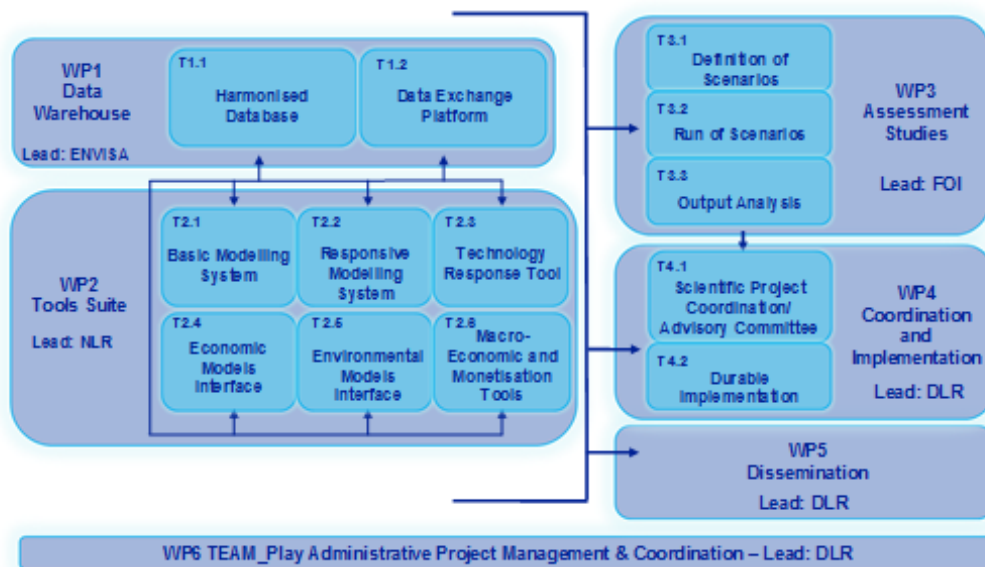 WP1
Data
Warehouse
Lead: ENVISA
T1.1
Harmonised
Database
T1.2
Data Exchange
Platform
WP2
Tools Suite
Lead: NLR
T2.1
Basic Modelling
System
T2.2
Responsive
Modelling
System
T2.3
Technology
Response Tool
T2.4
Economic
Models
Interface
T2.5
Environmental
Models
Interface
T2.6
Macro-
Economic and
Monetisation
Tools
T3.1
Definition of
Scenarios
T3.2
Run of Scenarios
T3.3
Output Analysis
WP3
Assessment
Studies
Lead: FOI
T4.1
Scientific Project
Coordination/
Advisory Committee
T4.2
Durable
Implementation
WP4
Coordination
and
Implementation
Lead: DLR
WP5
Dissemination
Lead: DLR
WP6 TEAM_Play Administrative Project Management & Coordination – Lead: DLR